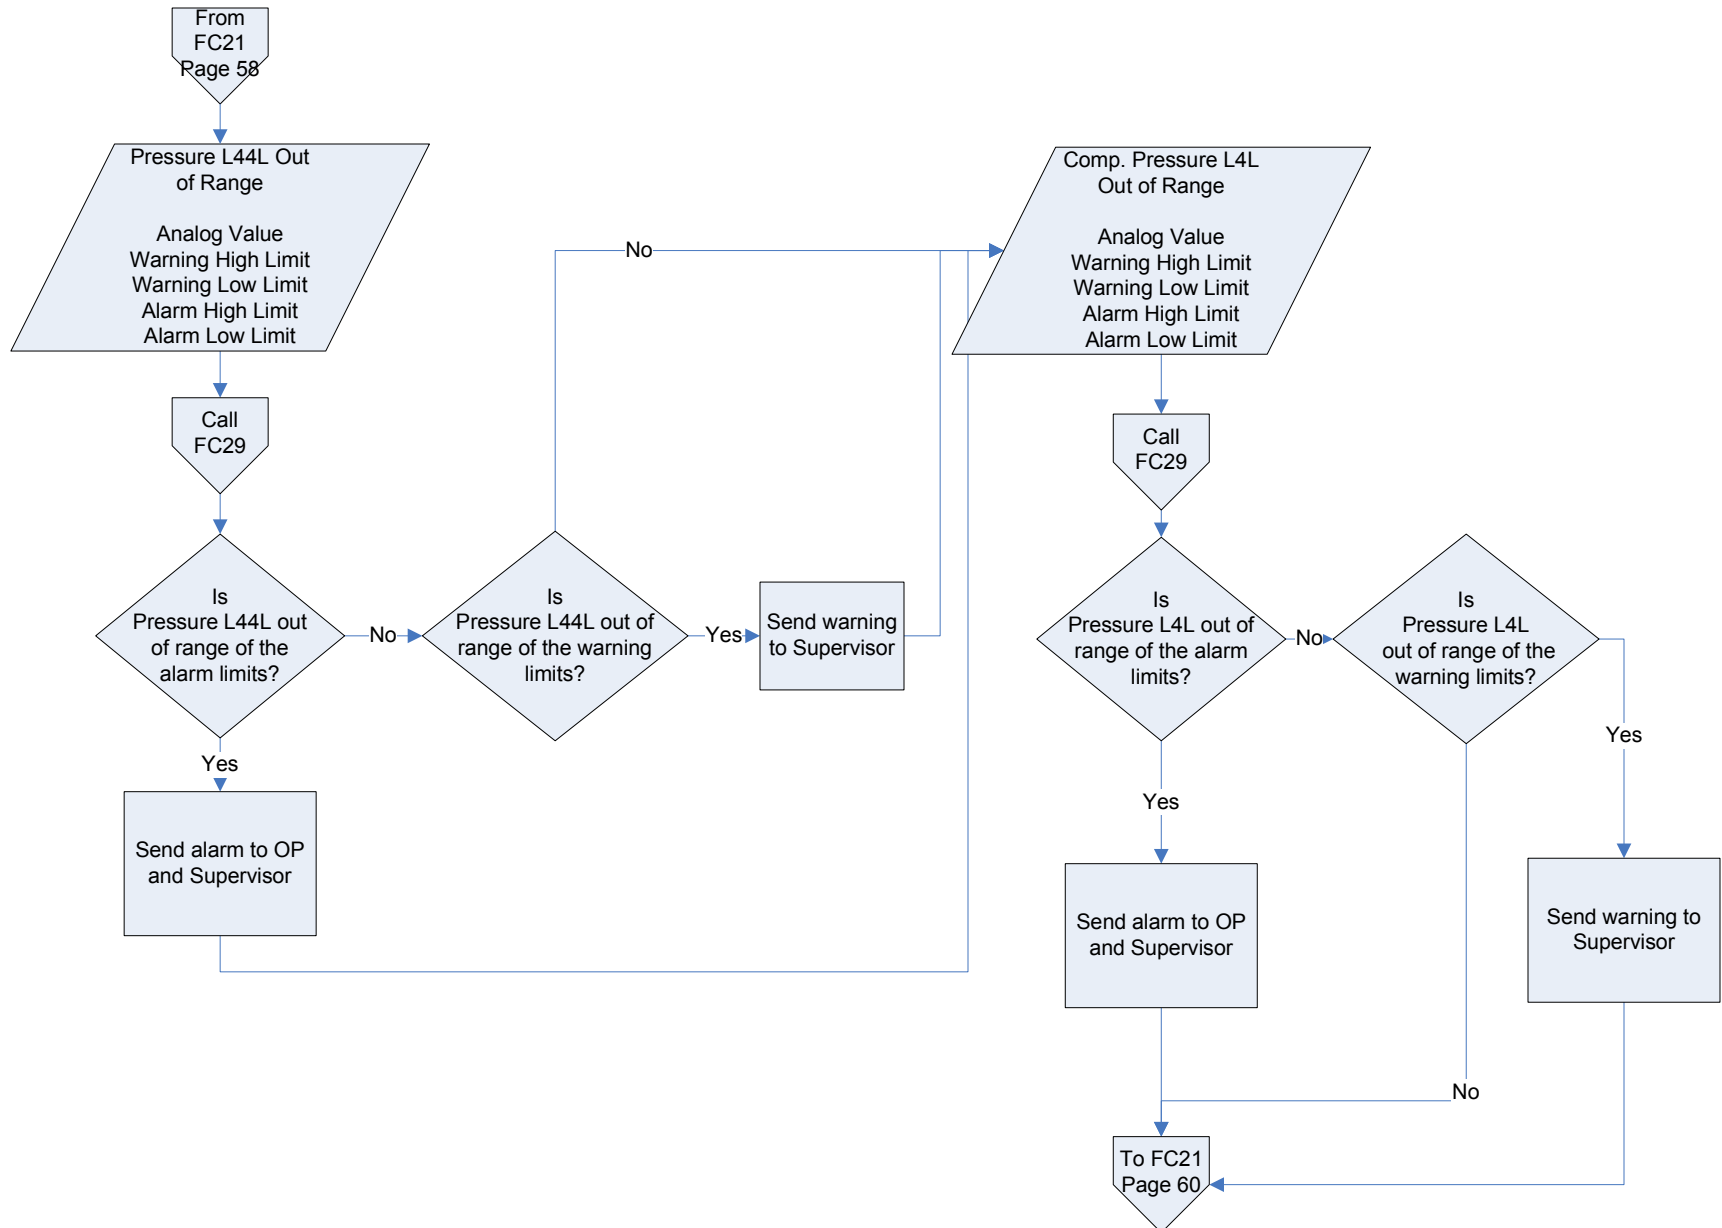 From
FC21
Page 58
Pressure L44L Out
of Range
Analog Value
Warning High Limit
Warning Low Limit
Alarm High Limit
Alarm Low Limit
Call
FC29
Is
Pressure L44L out
of range of the
alarm limits?
No
Is
Pressure L44L out of
range of the warning
limits?
No
Yes
Send warning
to Supervisor
Yes
Send alarm to OP
and Supervisor
Comp. Pressure L4L
Out of Range
Analog Value
Warning High Limit
Warning Low Limit
Alarm High Limit
Alarm Low Limit
Call
FC29
Is
Pressure L4L out of
range of the alarm
limits?
No
Is
Pressure L4L
out of range of the
warning limits?
Yes
Yes
Send alarm to OP
and Supervisor
Send warning to
Supervisor
No
To FC21
Page 60